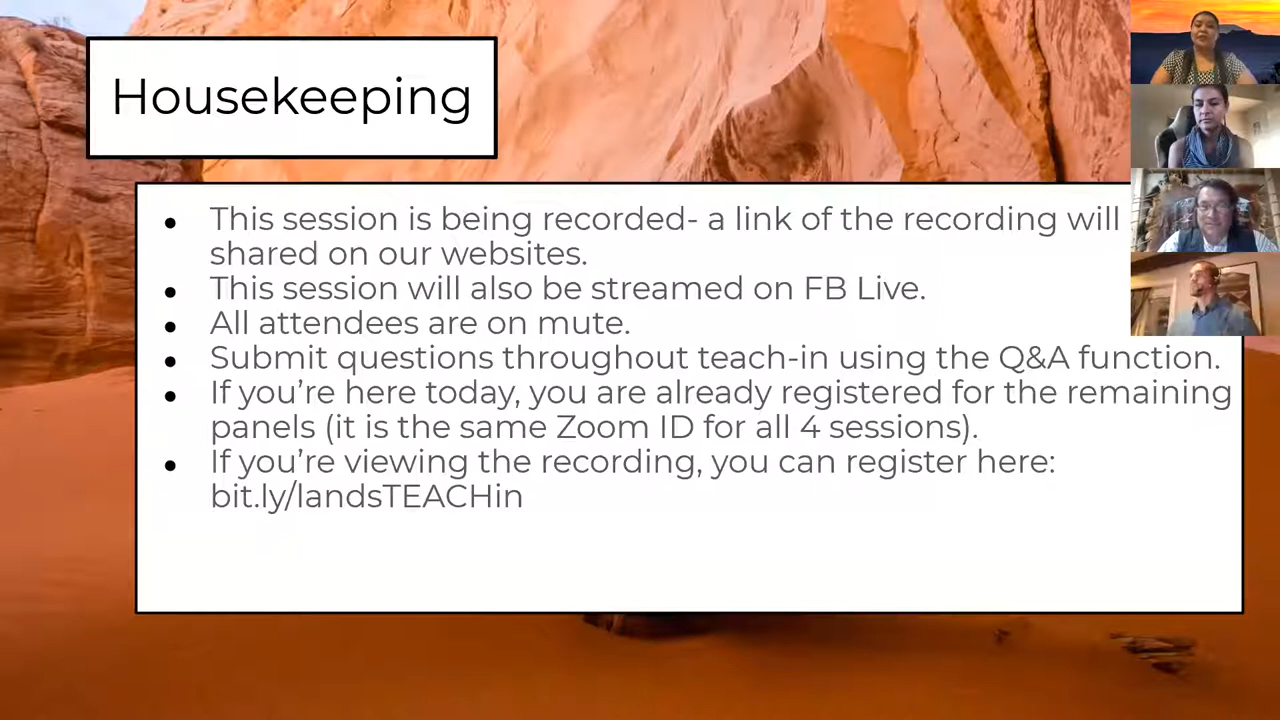 Housekeeping
● This session is being recorded- a link of the recording will
shared on our websites.
● This session will also be streamed on FB Live.
● All attendees are on mute.
● Submit questions throughout teach-in using the Q&A function.
● If you’re here today, you are already registered for the remaining
panels (it is the same Zoom ID for all 4 sessions).
● If you’re viewing the recording, you can register here:
bit.ly/landsTEACHin